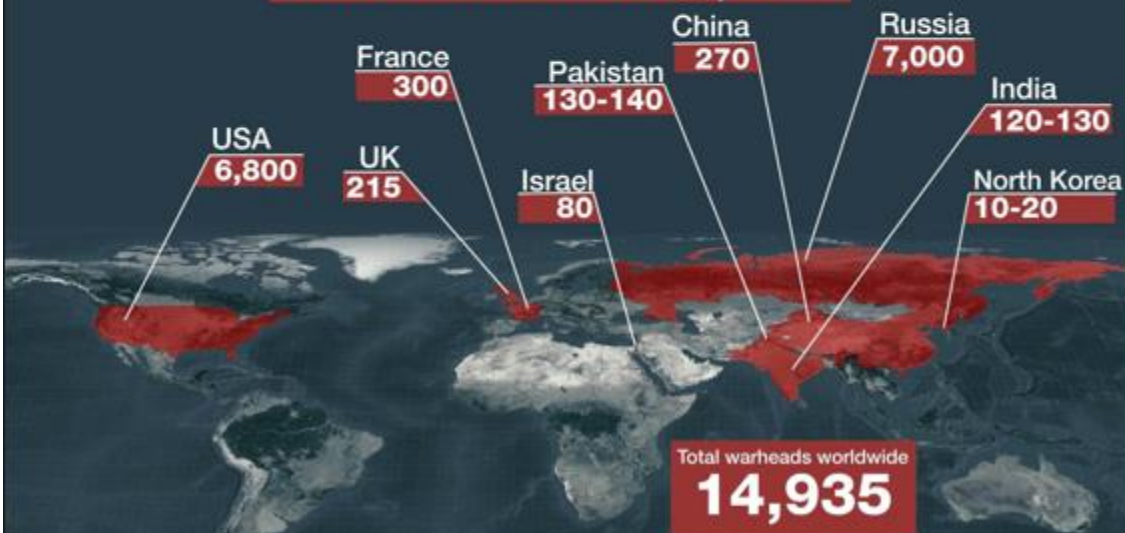 China
270
Russia
7,000
France
300
Pakistan
130-140
India
120-130
USA
6,800
UK
215
Israel
80
North Korea
10-20
Total warheads worldwide
14,935